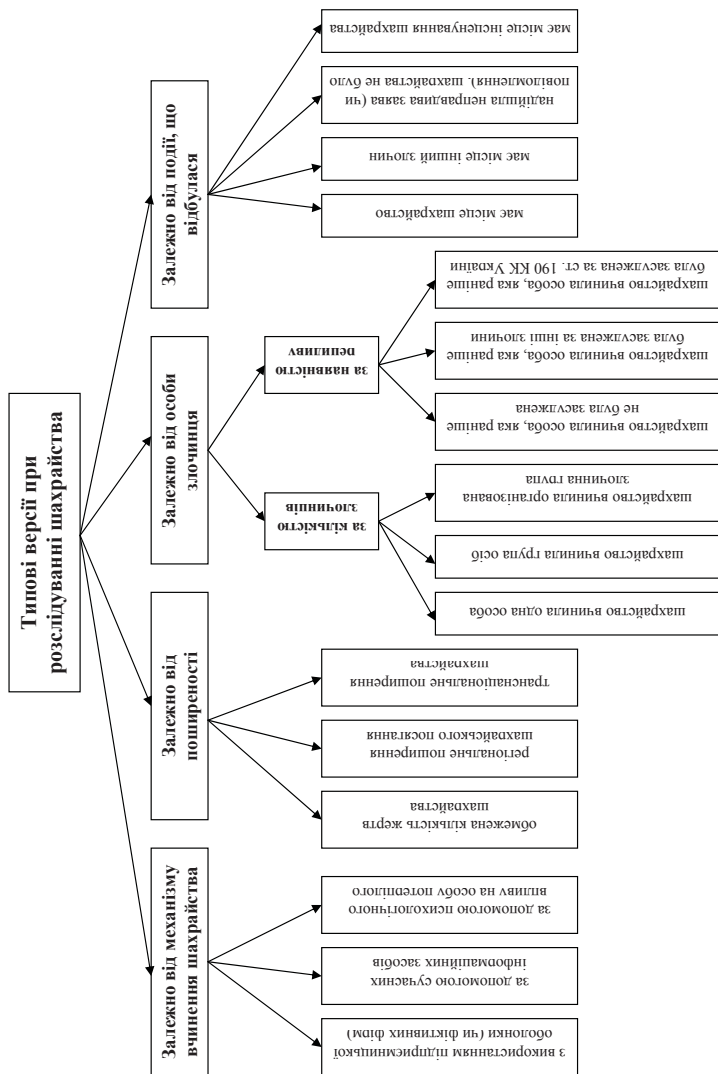 Типові версії при
розслідуванні шахрайства
Залежно від механізму
вчинення шахрайства
з використанням підприємницької
оболонки (чи фіктивних фірм)
за допомогою сучасних
інформаційних засобів
за допомогою психологічного
впливу на особу потерпілого
Залежно від
поширеності
обмежена кількість жертв
шахрайства
регіональне поширення
шахрайського посягання
транснаціональне поширення
шахрайства
Залежно від особи
злочинця
за кількістю
злочинців
шахрайство вчинила одна особа
шахрайство вчинила група осіб
шахрайство вчинила організована
злочинна група
за наявністю
рецидиву
шахрайство вчинила особа, яка раніше
не була засуджена
шахрайство вчинила особа, яка раніше
була засуджена за інші злочини
шахрайство вчинила особа, яка раніше
була засуджена за ст. 190 КК України
Залежно від події, що
відбулася
має місце шахрайство
має місце інший злочин
надійшла неправдива заява (чи
повідомлення). шахрайства не було
має місце інсценування шахрайства